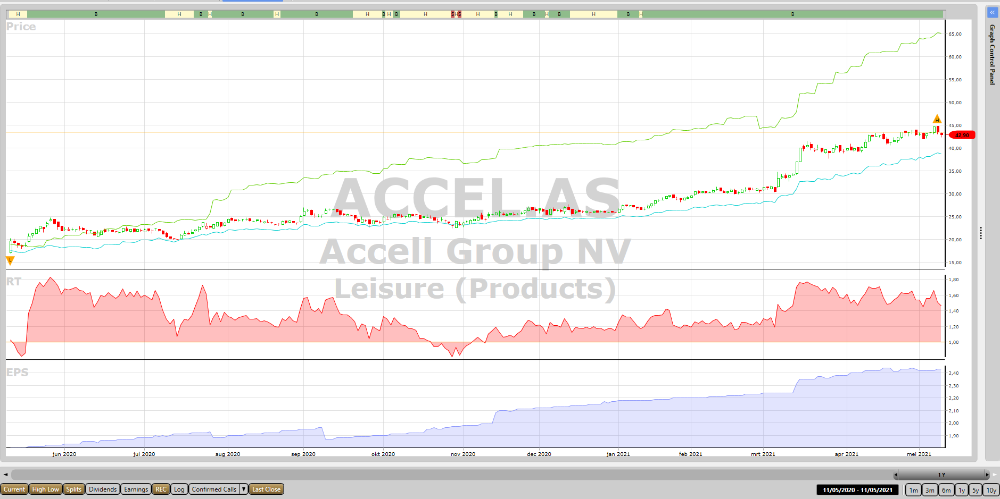 H B H B H B H B H B H B H S H S H B H B H B H B H B
Price
65,00
60,00
55,00
50,00
45,00
H
42,90
40,00
35,00
30,00
25,00
20,00
15,00
L
ACCEL.AS
Accell Group NV
Leisure (Products)
RT
1,80
1,60
1,40
1,20
1,00
EPS
2,40
2,30
2,20
2,10
2,00
1,90
jun 2020 jul 2020 aug 2020 sep 2020 okt 2020 nov 2020 dec 2020 jan 2021 feb 2021 mrt 2021 apr 2021 mei 2021
Graph Control Panel
1 Y
Current High Low Splits Dividends Earnings REC Log Confirmed Calls Last Close 11/05/2020 - 11/05/2021 1m 3m 6m 1y 5y 10y